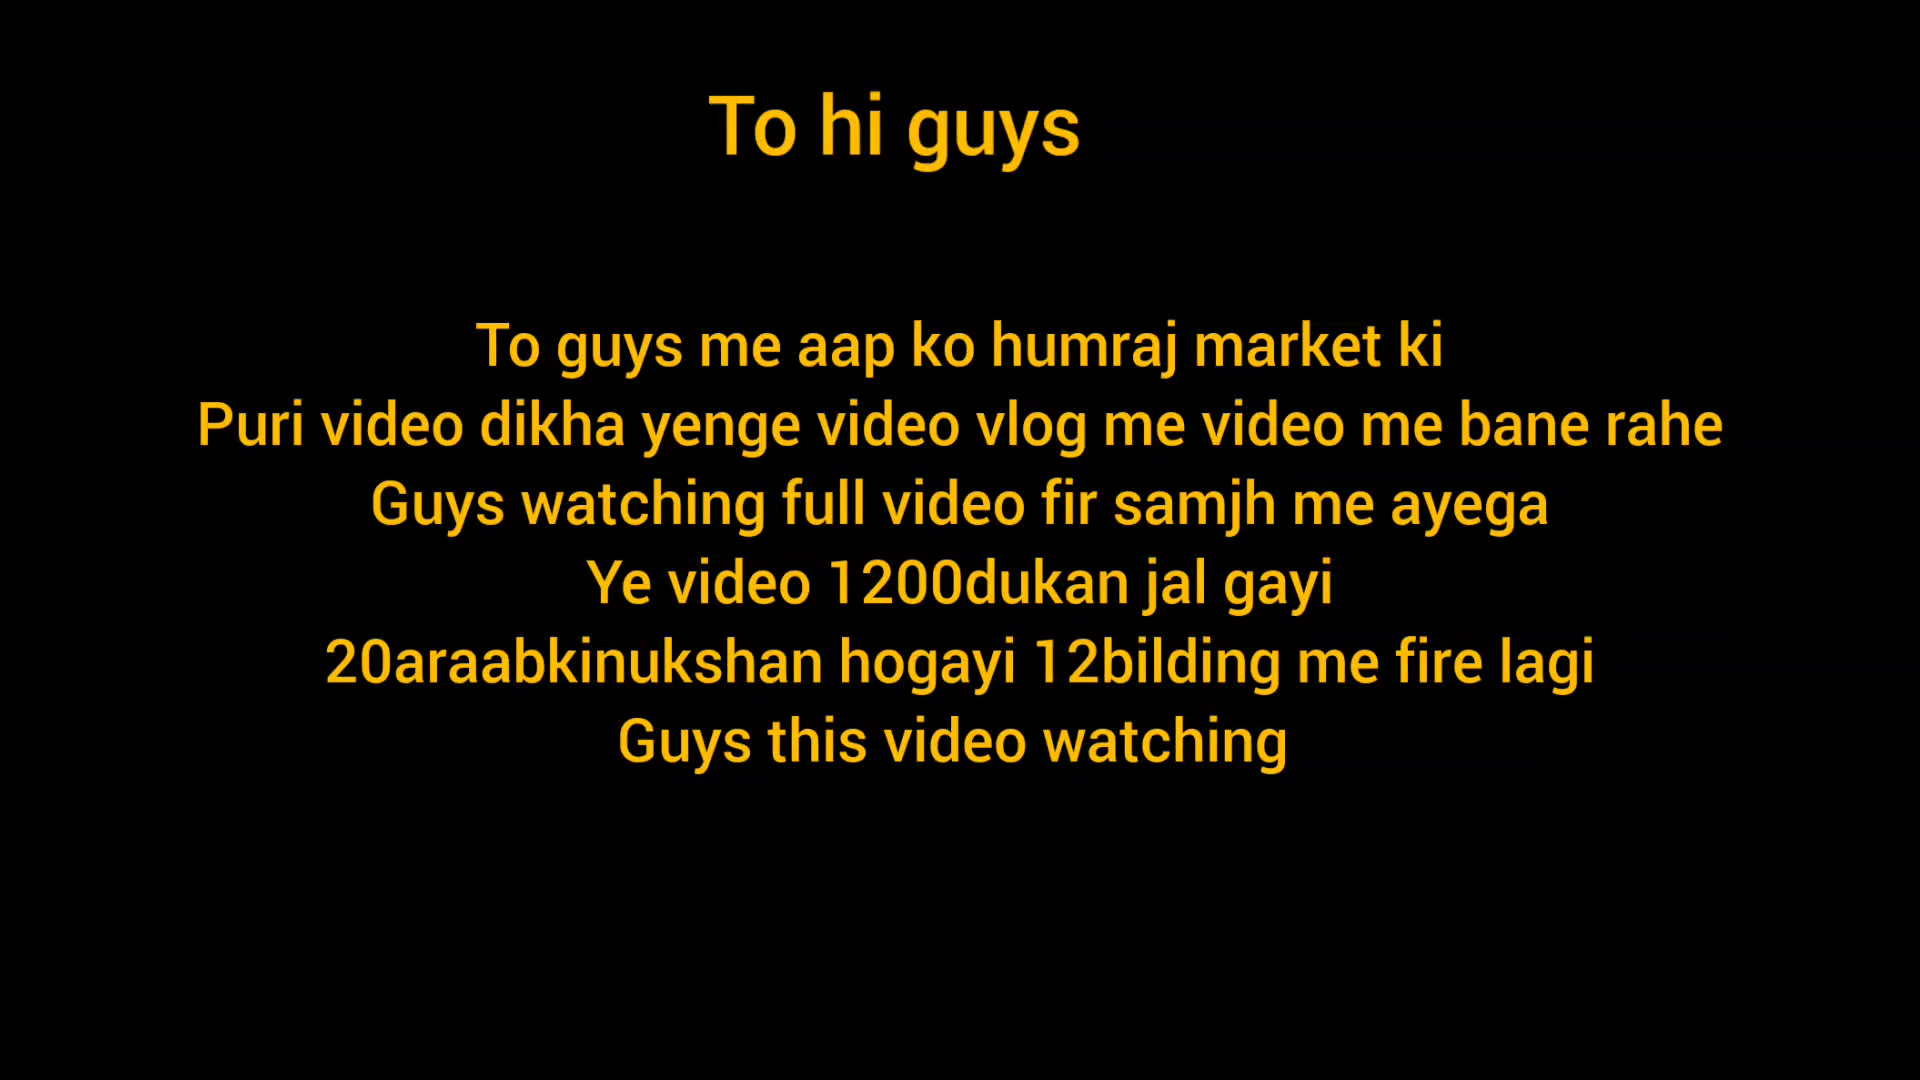 To hi guys
To guys me aap ko humraj market ki
Puri video dikha yenge video vlog me video me bane rahe
Guys watching full video fir samjh me ayega
Ye video 1200dukan jal gayi
20araabkinukshan hogayi 12bilding me fire lagi
Guys this video watching